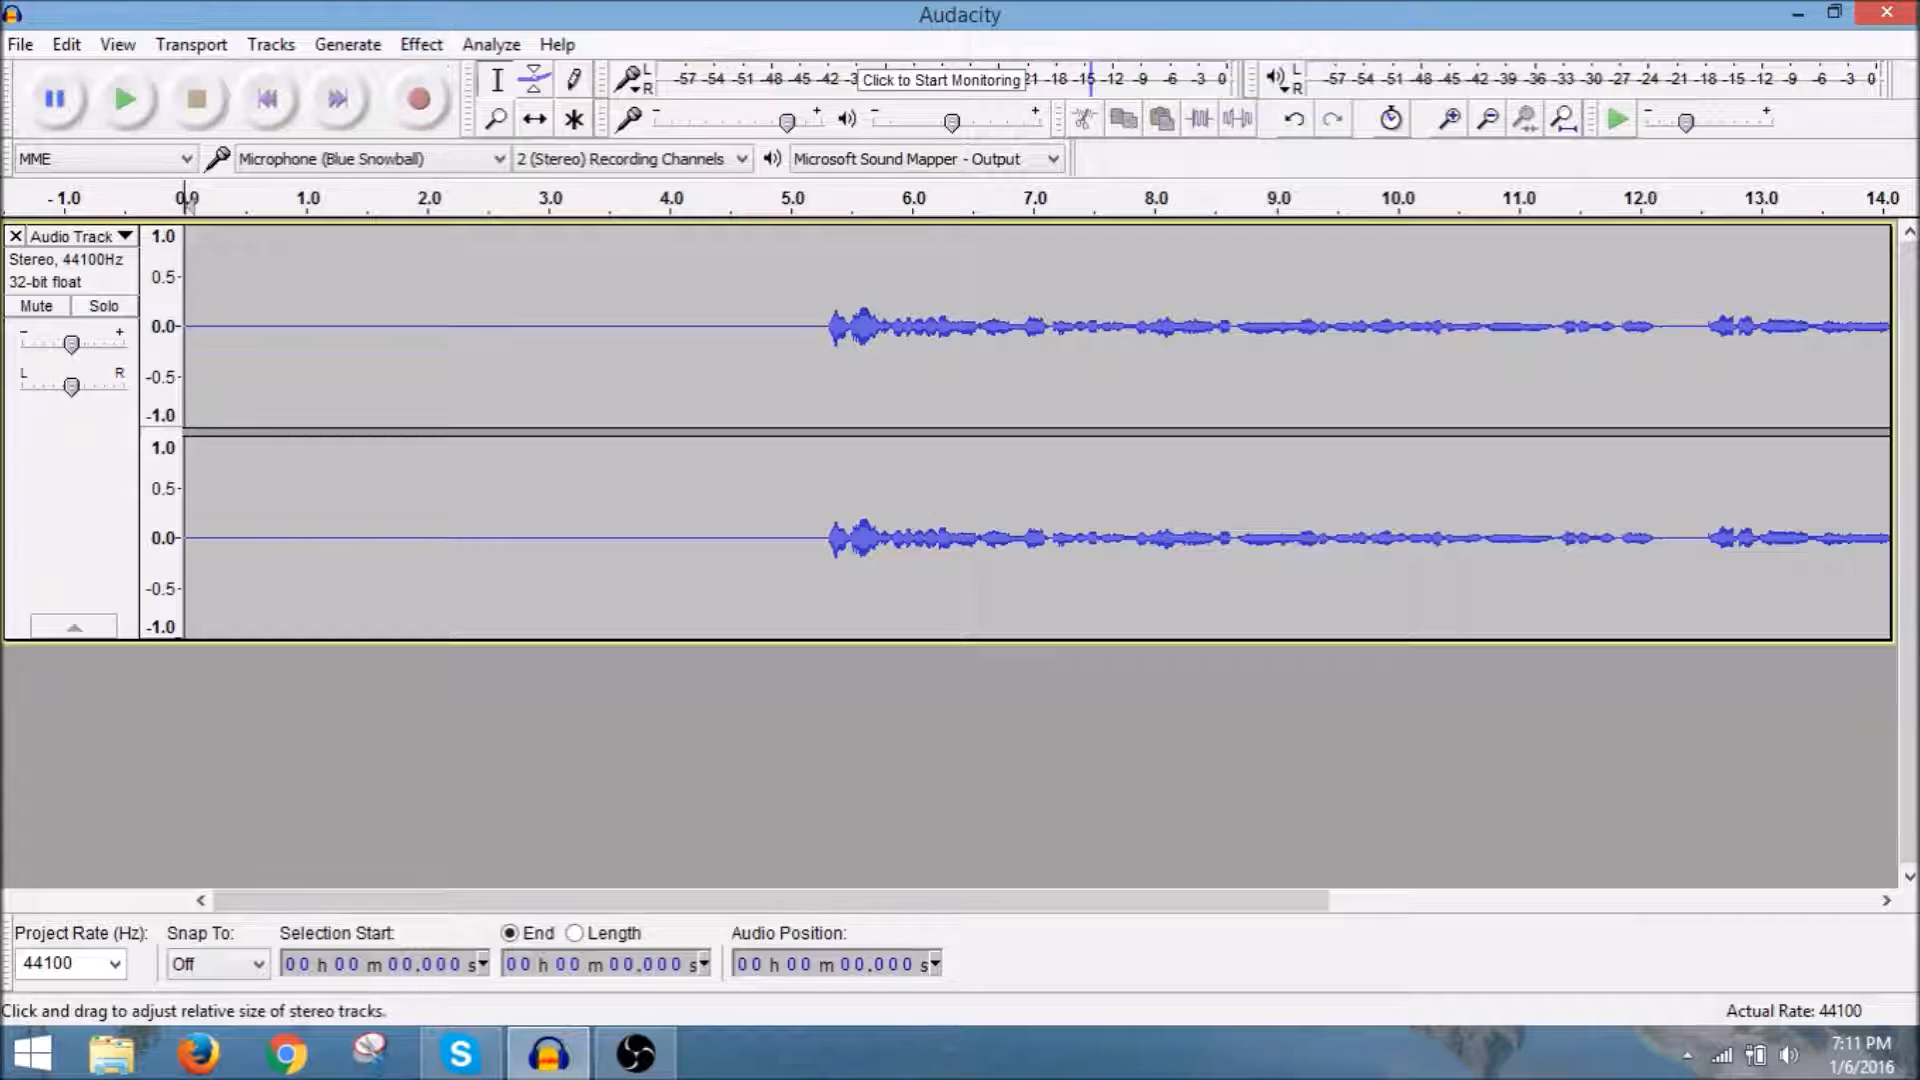 Audacity
File Edit View Transport Tracks Generate Effect Analyze Help
L R -57 -54 -51 -48 -45 -42 -3 Click to Start Monitoring 21 -18 -15 -12 -9 -6 -3 0 L R -57 -54 -51 -48 -45 -42 -39 -36 -33 -30 -27 -24 -21 -18 -15 -12 -9 -6 -3 0
- + - + - +
MME Microphone (Blue Snowball) 2 (Stereo) Recording Channels Microsoft Sound Mapper - Output
- 1.0 0.0 1.0 2.0 3.0 4.0 5.0 6.0 7.0 8.0 9.0 10.0 11.0 12.0 13.0 14.0
X Audio Track 1.0
Stereo, 44100Hz
32-bit float
0.5-
Mute Solo
0.0-
- +
L R
-0.5-
-1.0
1.0
0.5-
0.0-
-0.5-
-1.0
Project Rate (Hz): Snap To: Selection Start: End Length Audio Position:
44100 Off 00 h 00 m 00.000 s 00 h 00 m 00.000 s 00 h 00 m 00.000 s
Click and drag to adjust relative size of stereo tracks. Actual Rate: 44100
S
7:11 PM
1/6/2016